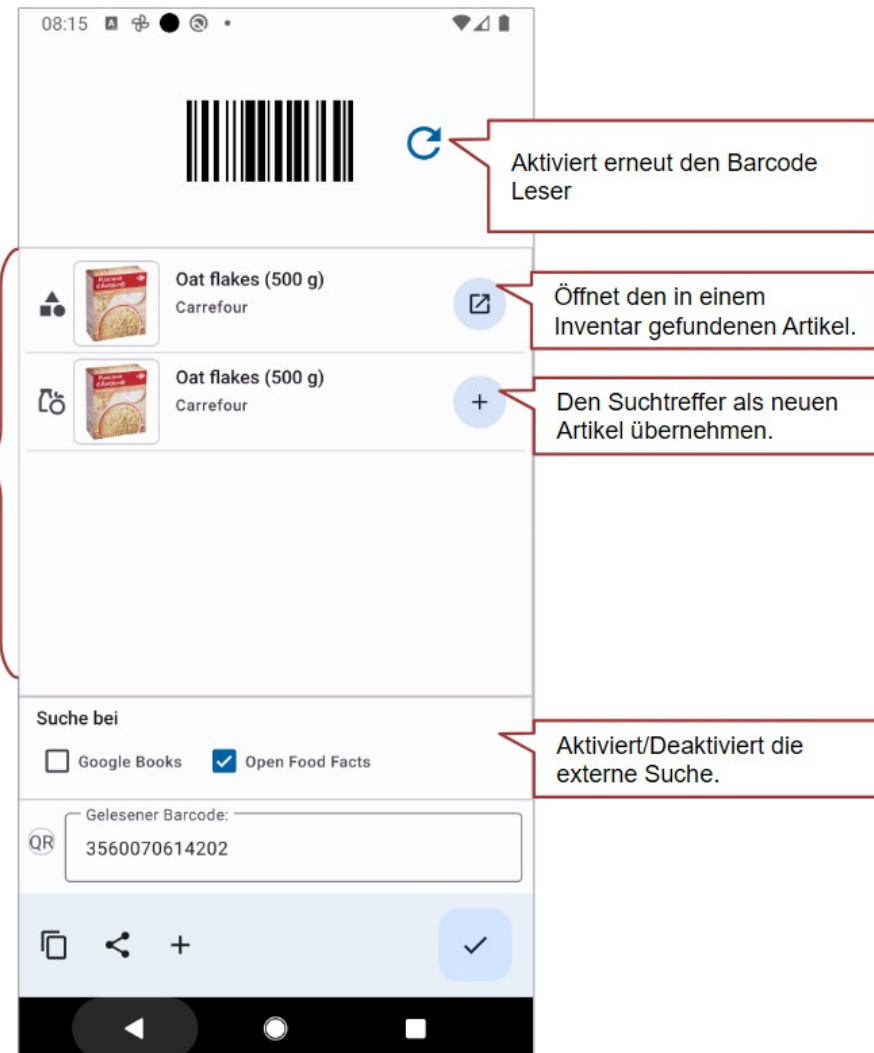 08:15
Aktiviert erneut den Barcode
Leser
Oat flakes (500 g)
Carrefour
Öffnet den in einem
Inventar gefundenen Artikel.
Oat flakes (500 g)
Carrefour
+
Den Suchtreffer als neuen
Artikel übernehmen.
Suche bei
Google Books
Open Food Facts
Aktiviert/Deaktiviert die
externe Suche.
Gelesener Barcode:
QR
3560070614202
+